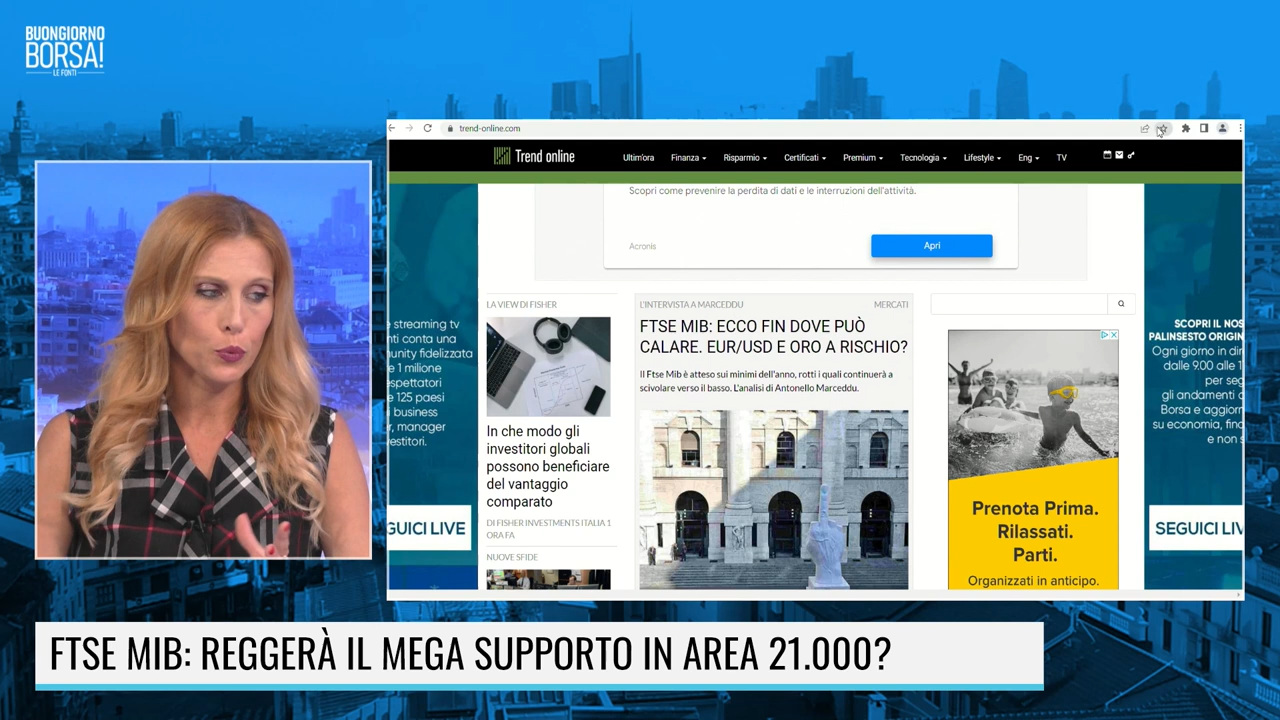 BUONGIORNO
BORSA!
LE FONTI
trend-online.com
Trend online
Ultim'ora
Finanza
Risparmio
Certificati
Premium
Tecnologia
Lifestyle
Eng
TV
Scopri come prevenire la perdita di dati e le interruzioni dell'attività.
Acronis
Apri
e streaming tv
nti conta una
unity fidelizzata
e 1 milione
spettatori
e 125 paesi
i business
r, manager
vestitori.
GUICI LIVE
LA VIEW DI FISHER
In che modo gli
investitori globali
possono beneficiare
del vantaggio
comparato
DI FISHER INVESTMENTS ITALIA 1
ORA FA
NUOVE SFIDE
L'INTERVISTA A MARCEDDU
MERCATI
FTSE MIB: ECCO FIN DOVE PUÒ
CALARE. EUR/USD E ORO A RISCHIO?
Il Ftse Mib è atteso sui minimi dell'anno, rotti i quali continuerà a
scivolare verso il basso. L'analisi di Antonello Marceddu.
Prenota Prima.
Rilassati.
Parti.
Organizzati in anticipo.
SCOPRI IL NOS
PALINSESTO ORIGIN
Ogni giorno in dir
dalle 9.00 alle 1
per seg
gli andamenti d
Borsa e aggiorn
su economia, fina
e non s
SEGUICI LIV
FTSE MIB: REGGERÀ IL MEGA SUPPORTO IN AREA 21.000?